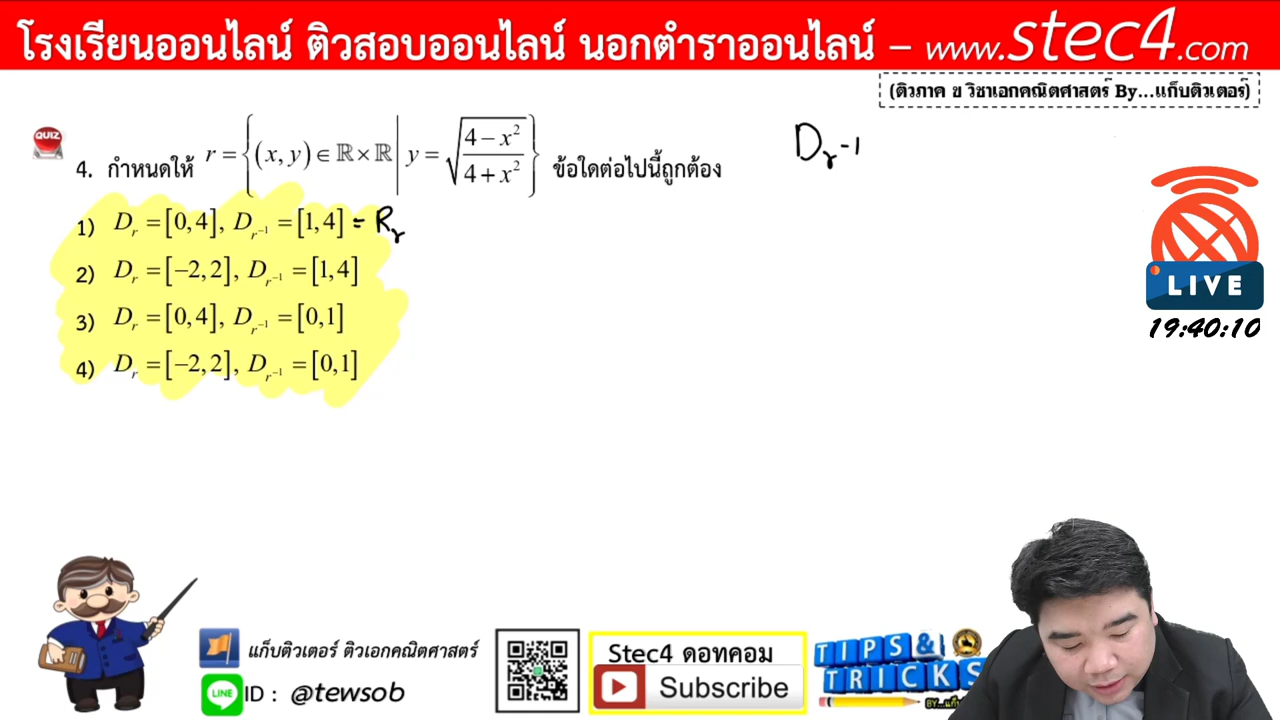 โรงเรียนออนไลน์ ติวสอบออนไลน์ นอกตำราออนไลน์ – www.stec4.com
(ติวภาค ข วิชาเอกคณิตศาสตร์ By...แก็บติวเตอร์)
QUIZ
4. กำหนดให้ r = {(x, y) ∈ ℝ×ℝ | y = √((4 − x²)/(4 + x²))} ข้อใดต่อไปนี้ถูกต้อง
D_r-1
1) D_r = [0,4], D_r⁻¹ = [1,4] = R_r
2) D_r = [−2,2], D_r⁻¹ = [1,4]
3) D_r = [0,4], D_r⁻¹ = [0,1]
4) D_r = [−2,2], D_r⁻¹ = [0,1]
LIVE
19:40:10
แก็บติวเตอร์ ติวเอกคณิตศาสตร์
LINE ID : @tewsob
Stec4 ดอทคอม
Subscribe
TIPS &
TRICKS